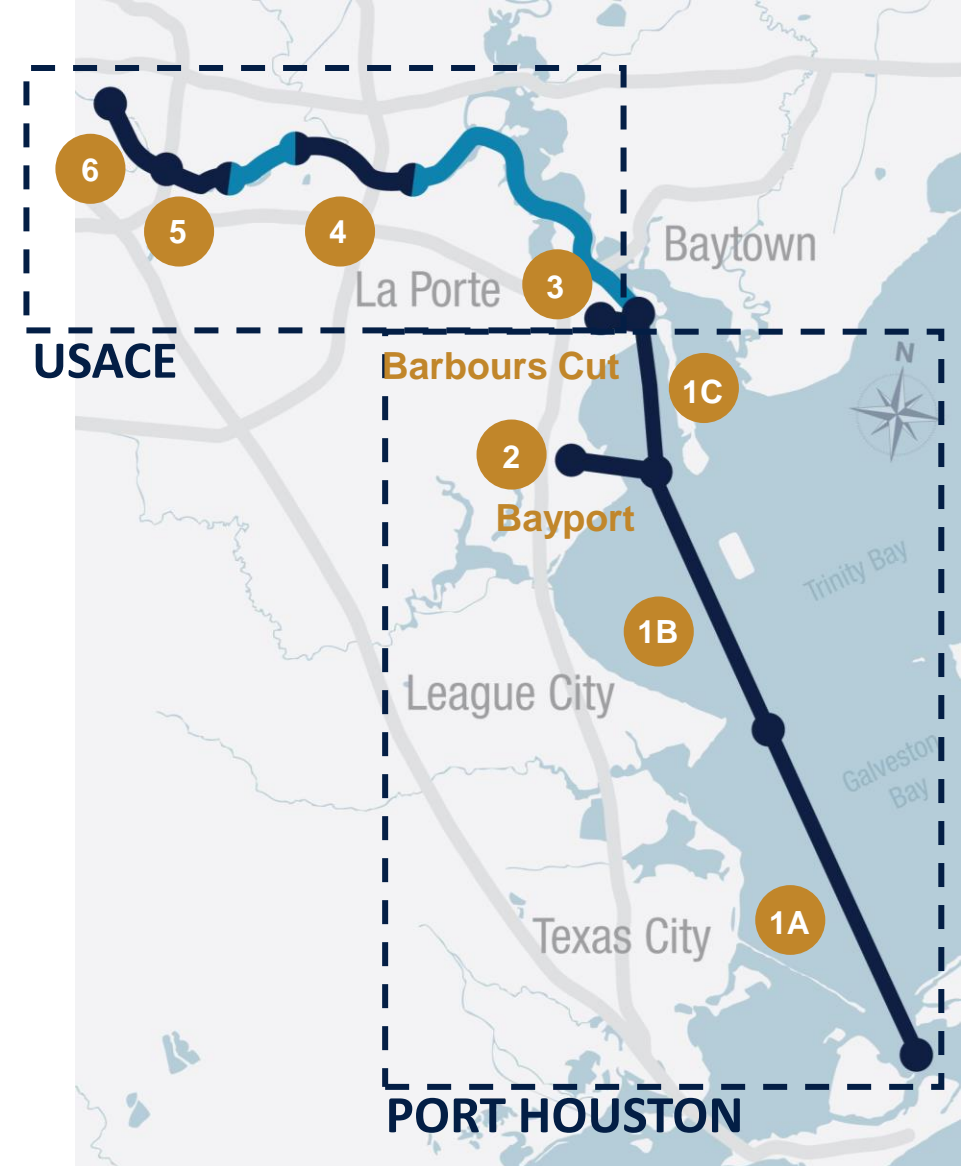 6
5
4
Baytown
3
La Porte
USACE
Barbours Cut
1C
N
2
Bayport
Trinity Bay
1B
League City
Galveston
Bay
1A
Texas City
PORT HOUSTON